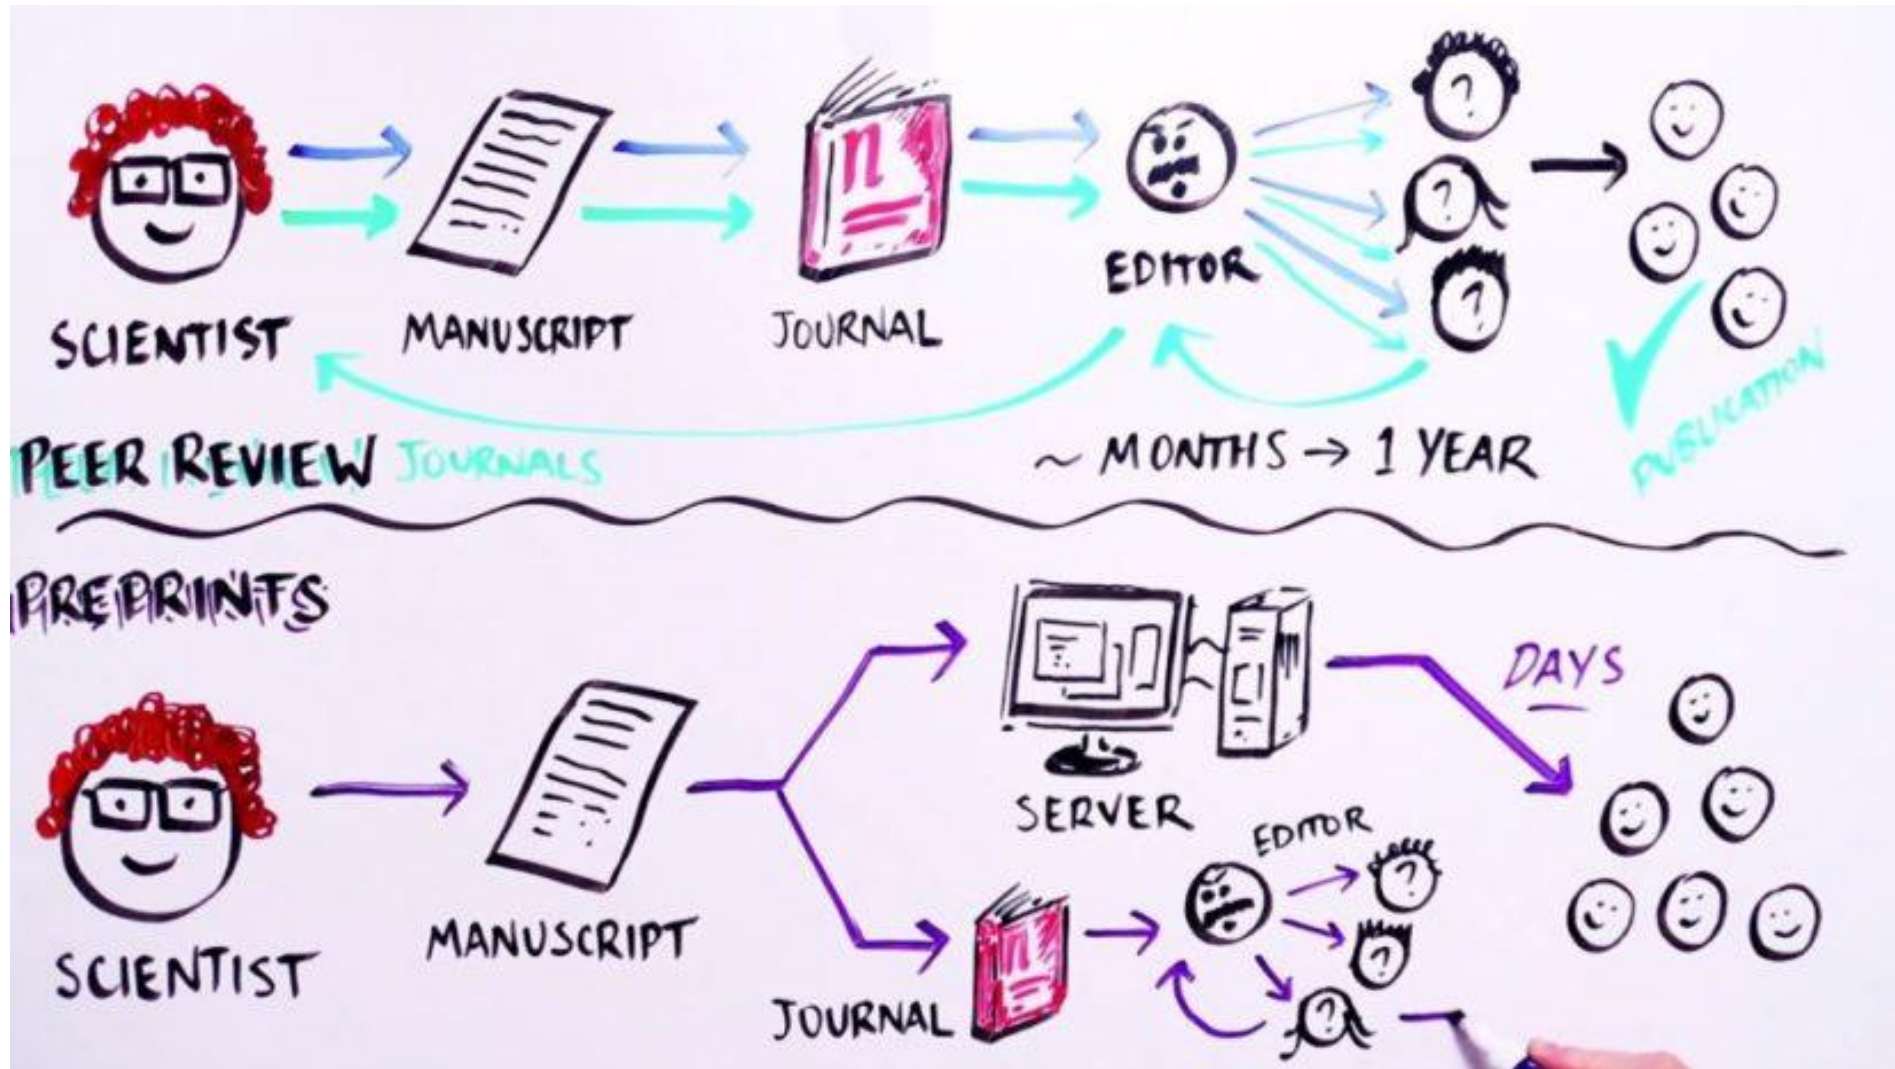 ?
?
?
n
SCIENTIST
MANUSCRIPT
JOURNAL
EDITOR
PUBLICATION
PEER REVIEW JOURNALS
~ MONTHS → 1 YEAR
PREPRINTS
DAYS
SERVER
EDITOR
n
?
?
?
SCIENTIST
MANUSCRIPT
JOURNAL